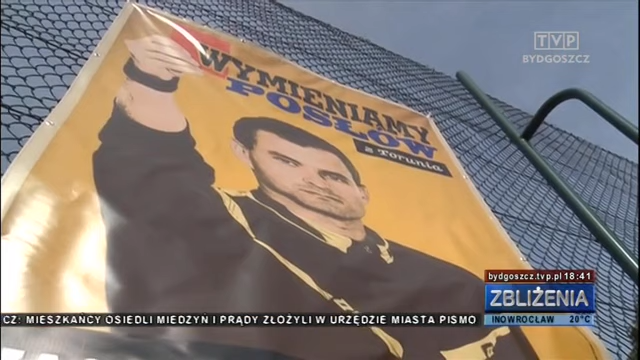 tvp
BYDGOSZCZ
WYMIENIAMY
POSŁÓW
z Torunia
bydgoszcz.tvp.pl 18:41
ZBLIŻENIA
CZ: MIESZKAŃCY OSIEDLI MIEDZYŃ I PRĄDY ZŁOŻYLI W URZĘDZIE MIASTA PISMO
INOWROCŁAW 20°C